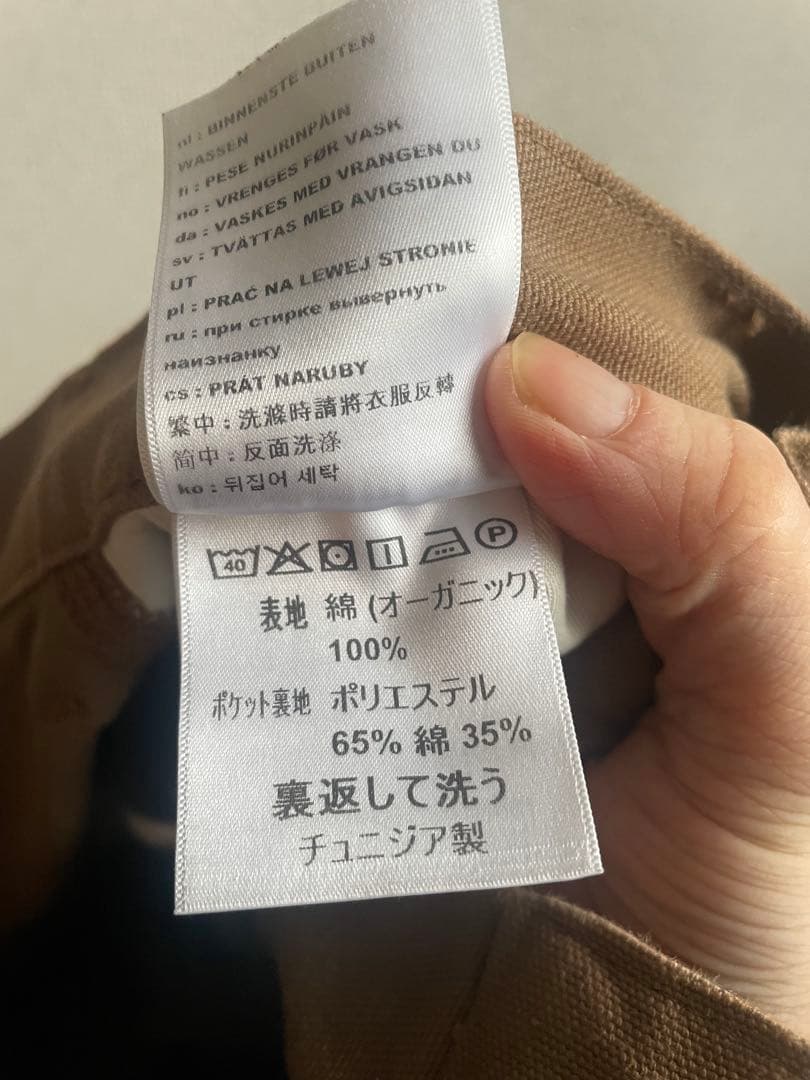 nl : BINNENSTE BUITEN
WASSEN
fi : PESE NURINPÄIN
no : VRENGES FØR VASK
da : VASKES MED VRANGEN DU
sv : TVÄTTAS MED AVIGSIDAN
UT
pl : PRAĆ NA LEWEJ STRONIE
ru : при стирке вывернуть
наизнанку
cs : PRÁT NARUBY
繁中 : 洗滌時請將衣服反轉
简中 : 反面洗涤
ko : 뒤집어 세탁
40 P
表地 綿 (オーガニック)
100%
ポケット裏地 ポリエステル
65% 綿 35%
裏返して洗う
チュニジア製